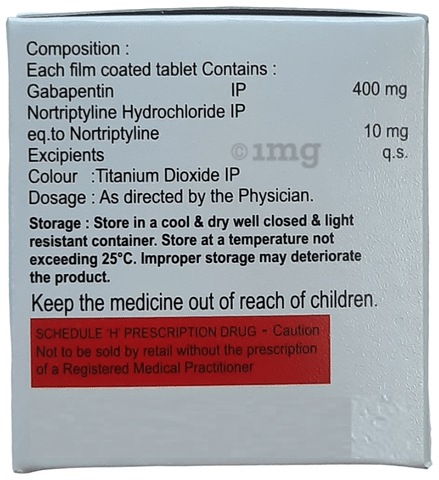 Composition :
Each film coated tablet Contains :
Gabapentin IP 400 mg
Nortriptyline Hydrochloride IP
eq.to Nortriptyline 10 mg
Excipients q.s.
©1mg
Colour :Titanium Dioxide IP
Dosage : As directed by the Physician.
Storage : Store in a cool & dry well closed & light
resistant container. Store at a temperature not
exceeding 25°C. Improper storage may deteriorate
the product.
Keep the medicine out of reach of children.
SCHEDULE 'H' PRESCRIPTION DRUG - Caution
Not to be sold by retail without the prescription
of a Registered Medical Practitioner